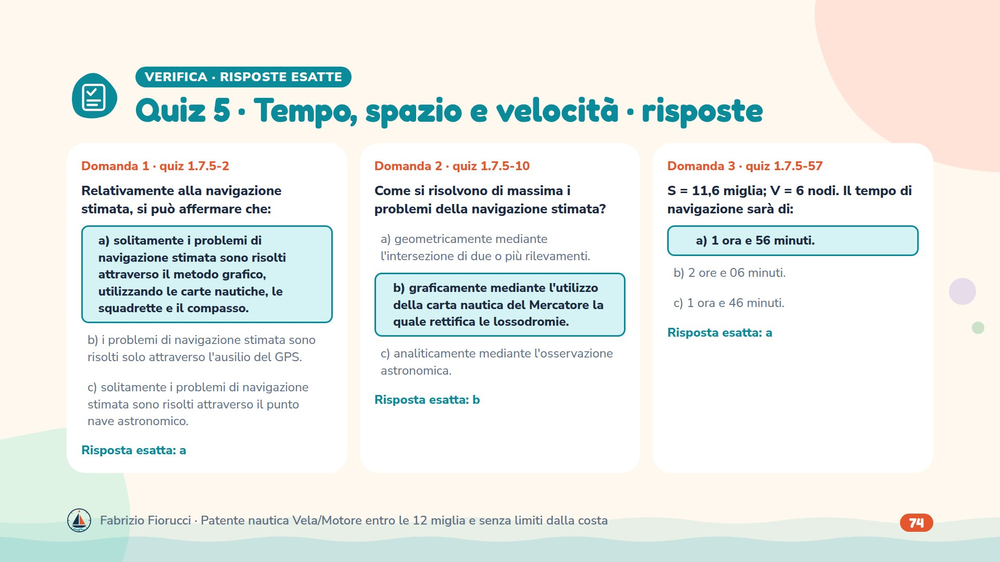 VERIFICA · RISPOSTE ESATTE
Quiz 5 · Tempo, spazio e velocità · risposte
Domanda 1 · quiz 1.7.5-2
Relativamente alla navigazione
stimata, si può affermare che:
a) solitamente i problemi di
navigazione stimata sono risolti
attraverso il metodo grafico,
utilizzando le carte nautiche, le
squadrette e il compasso.
b) i problemi di navigazione stimata sono
risolti solo attraverso l'ausilio del GPS.
c) solitamente i problemi di navigazione
stimata sono risolti attraverso il punto
nave astronomico.
Risposta esatta: a
Domanda 2 · quiz 1.7.5-10
Come si risolvono di massima i
problemi della navigazione stimata?
a) geometricamente mediante
l'intersezione di due o più rilevamenti.
b) graficamente mediante l'utilizzo
della carta nautica del Mercatore la
quale rettifica le lossodromie.
c) analiticamente mediante l'osservazione
astronomica.
Risposta esatta: b
Domanda 3 · quiz 1.7.5-57
S = 11,6 miglia; V = 6 nodi. Il tempo di
navigazione sarà di:
a) 1 ora e 56 minuti.
b) 2 ore e 06 minuti.
c) 1 ora e 46 minuti.
Risposta esatta: a
Fabrizio Fiorucci · Patente nautica Vela/Motore entro le 12 miglia e senza limiti dalla costa
74